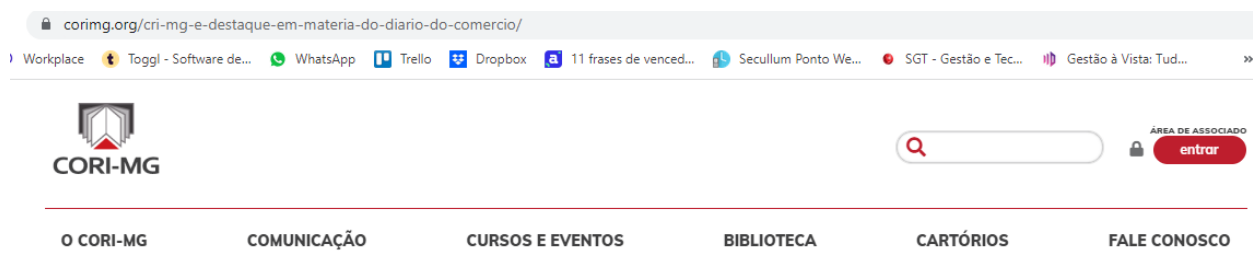 corimg.org/cri-mg-e-destaque-em-materia-do-diario-do-comercio/
Workplace Toggl - Software de... WhatsApp Trello Dropbox 11 frases de venced... Secullum Ponto We... SGT - Gestão e Tec... Gestão à Vista: Tud... »
CORI-MG
ÁREA DE ASSOCIADO
entrar
O CORI-MG COMUNICAÇÃO CURSOS E EVENTOS BIBLIOTECA CARTÓRIOS FALE CONOSCO